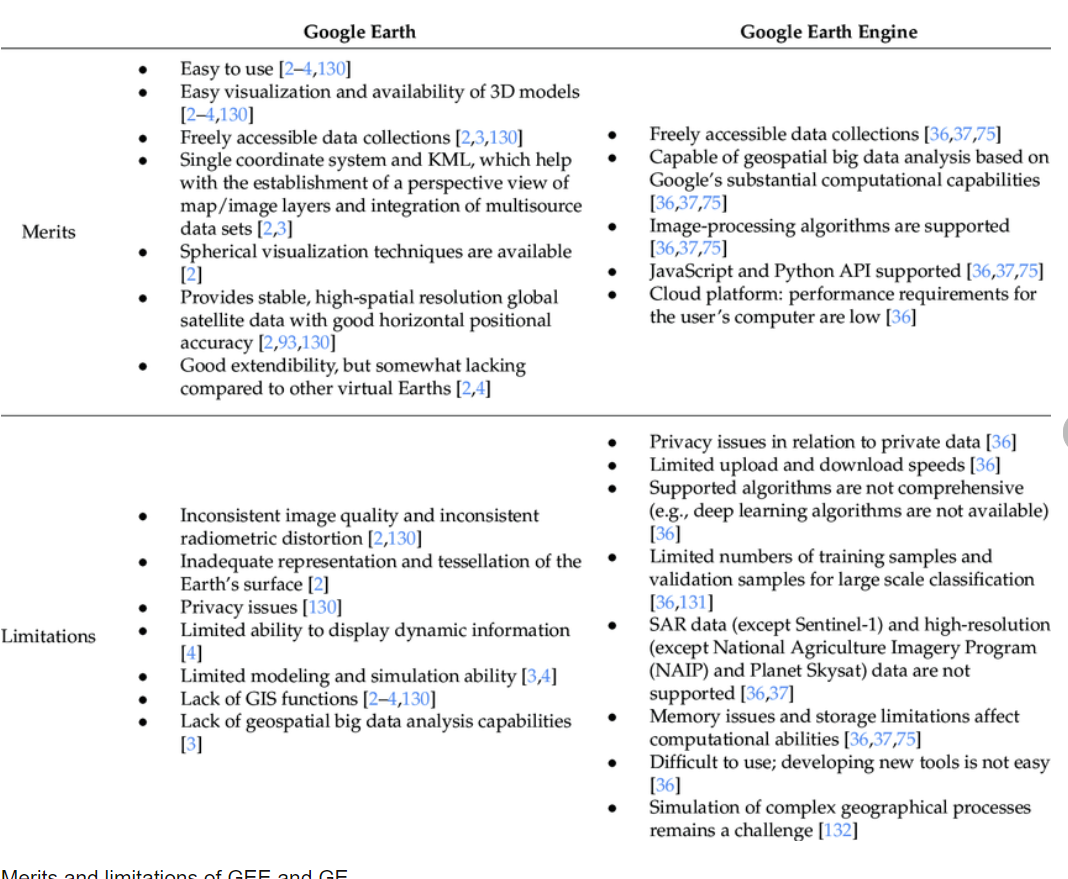 Google Earth
Google Earth Engine
Merits
● Easy to use [2–4,130]
● Easy visualization and availability of 3D models
[2–4,130]
● Freely accessible data collections [2,3,130]
● Single coordinate system and KML, which help
with the establishment of a perspective view of
map/image layers and integration of multisource
data sets [2,3]
● Spherical visualization techniques are available
[2]
● Provides stable, high-spatial resolution global
satellite data with good horizontal positional
accuracy [2,93,130]
● Good extendibility, but somewhat lacking
compared to other virtual Earths [2,4]
● Freely accessible data collections [36,37,75]
● Capable of geospatial big data analysis based on
Google's substantial computational capabilities
[36,37,75]
● Image-processing algorithms are supported
[36,37,75]
● JavaScript and Python API supported [36,37,75]
● Cloud platform: performance requirements for
the user's computer are low [36]
Limitations
● Inconsistent image quality and inconsistent
radiometric distortion [2,130]
● Inadequate representation and tessellation of the
Earth's surface [2]
● Privacy issues [130]
● Limited ability to display dynamic information
[4]
● Limited modeling and simulation ability [3,4]
● Lack of GIS functions [2–4,130]
● Lack of geospatial big data analysis capabilities
[3]
● Privacy issues in relation to private data [36]
● Limited upload and download speeds [36]
● Supported algorithms are not comprehensive
(e.g., deep learning algorithms are not available)
[36]
● Limited numbers of training samples and
validation samples for large scale classification
[36,131]
● SAR data (except Sentinel-1) and high-resolution
(except National Agriculture Imagery Program
(NAIP) and Planet Skysat) data are not
supported [36,37]
● Memory issues and storage limitations affect
computational abilities [36,37,75]
● Difficult to use; developing new tools is not easy
[36]
● Simulation of complex geographical processes
remains a challenge [132]
Merits and limitations of GEE and GE